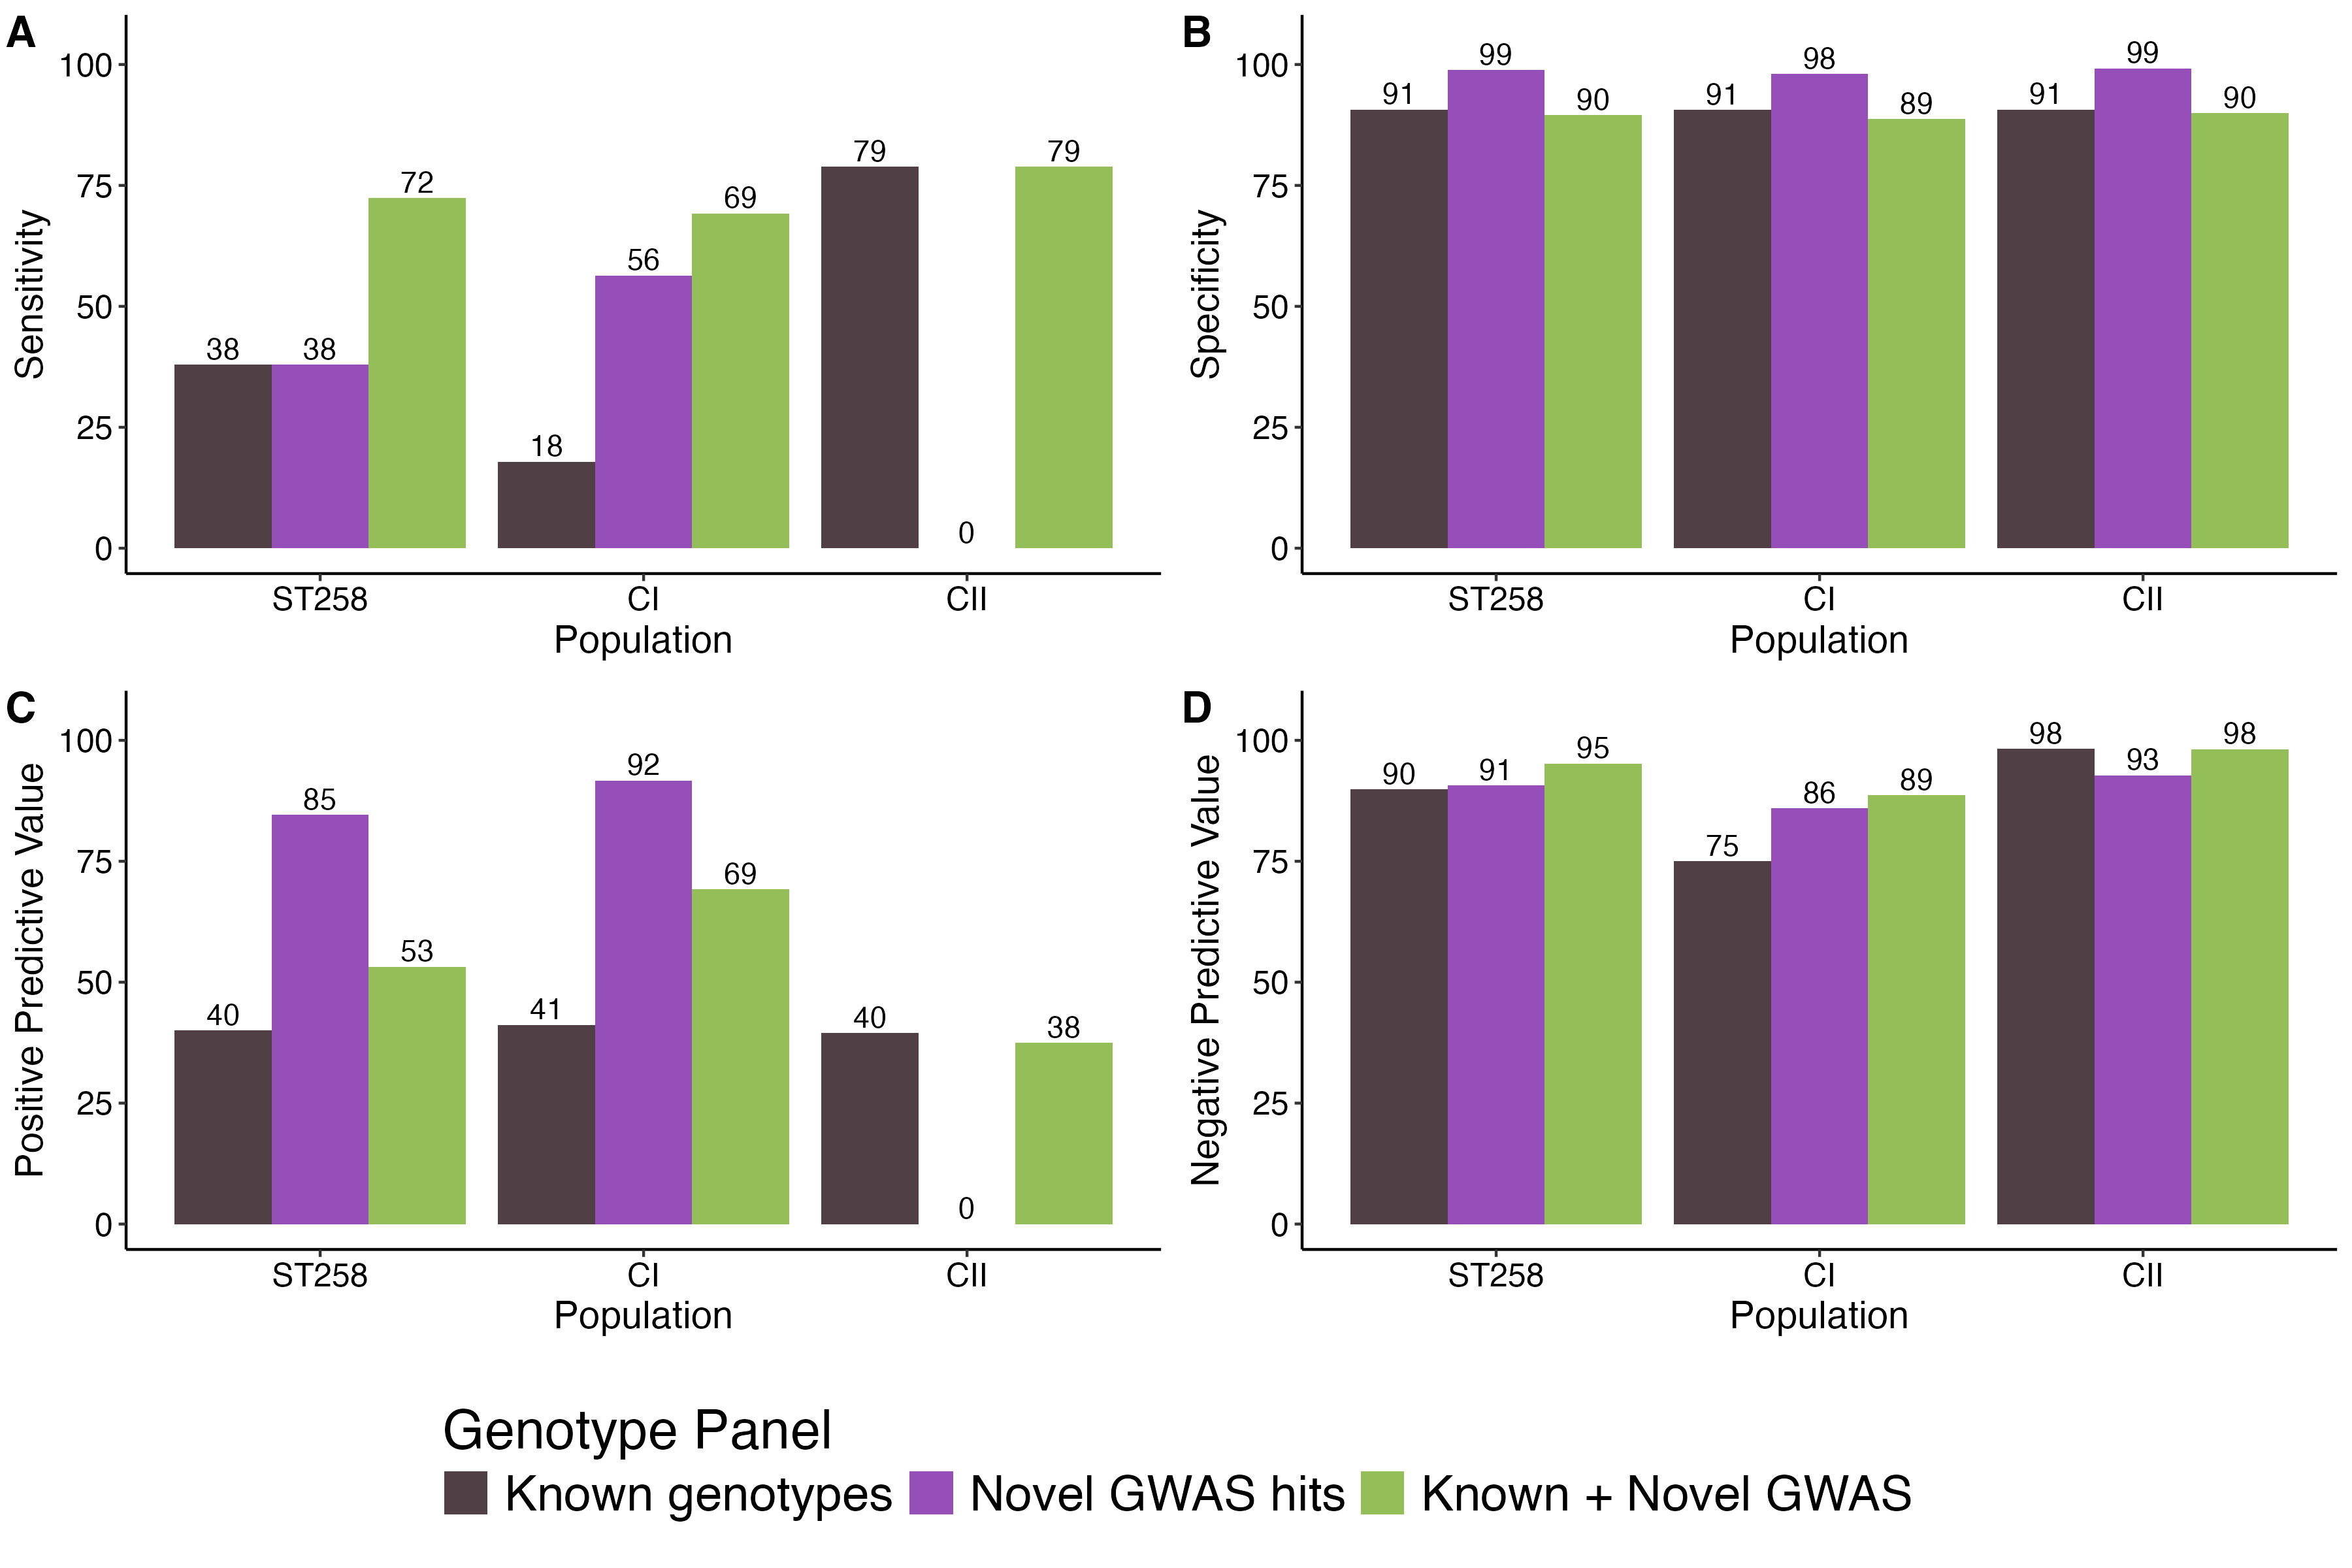 A
Sensitivity
100
75
50
25
0
38
38
72
18
56
69
79
0
79
ST258
CI
CII
Population
B
Specificity
100
75
50
25
0
91
99
90
91
98
89
91
99
90
ST258
CI
CII
Population
C
Positive Predictive Value
100
75
50
25
0
40
85
53
41
92
69
40
0
38
ST258
CI
CII
Population
D
Negative Predictive Value
100
75
50
25
0
90
91
95
75
86
89
98
93
98
ST258
CI
CII
Population
Genotype Panel
Known genotypes
Novel GWAS hits
Known + Novel GWAS